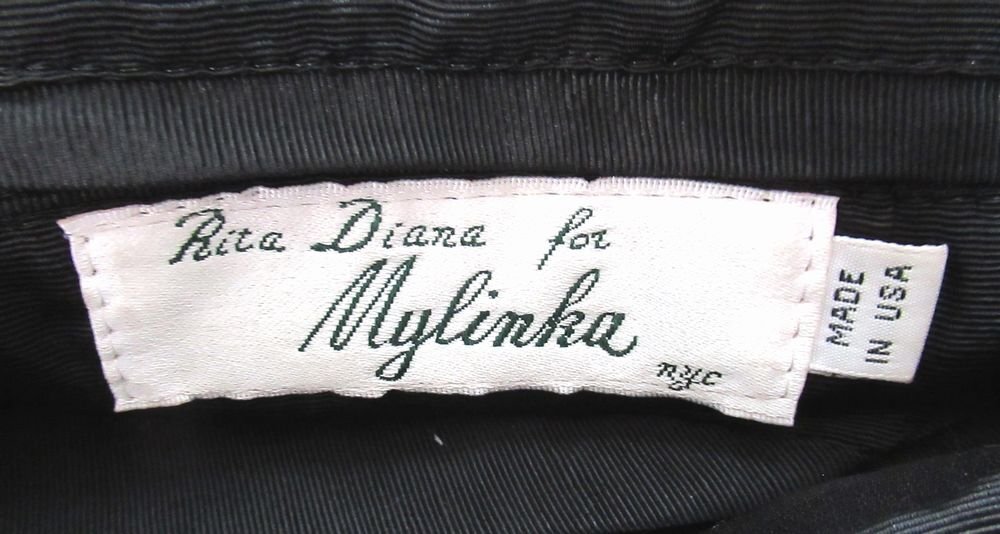 Rita Diana for
Mylinka
nyc
MADE
IN USA